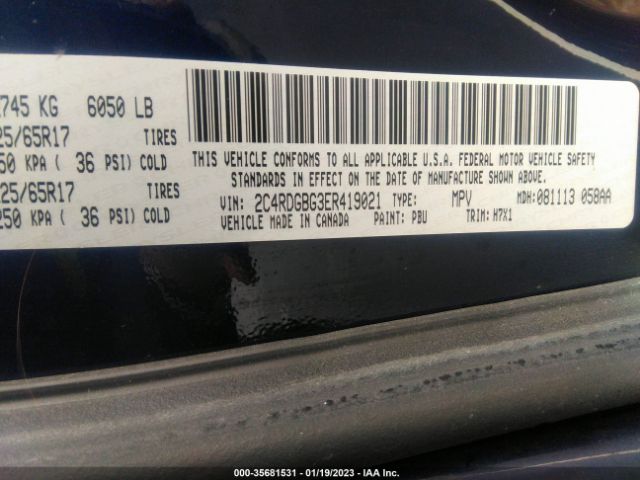 745 KG 6050 LB
25/65R17 TIRES
50 KPA ( 36 PSI) COLD
25/65R17 TIRES
250 KPA ( 36 PSI) COLD
THIS VEHICLE CONFORMS TO ALL APPLICABLE U.S.A. FEDERAL MOTOR VEHICLE SAFETY
STANDARDS IN EFFECT ON THE DATE OF MANUFACTURE SHOWN ABOVE.
VIN: 2C4RDGBG3ER419021 TYPE: MPV MDH: 081113 058AA
VEHICLE MADE IN CANADA PAINT: PBU TRIM: H7X1
000-35681531 - 01/19/2023 - IAA Inc.